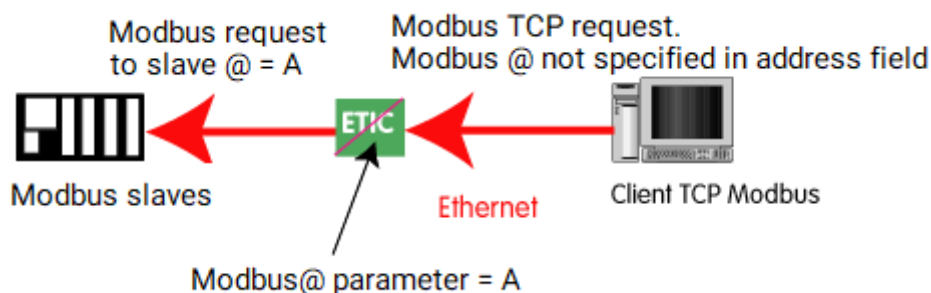 Modbus request
to slave @ = A
Modbus TCP request.
Modbus @ not specified in address field
ETIC
Modbus slaves
Ethernet
Client TCP Modbus
Modbus@ parameter = A